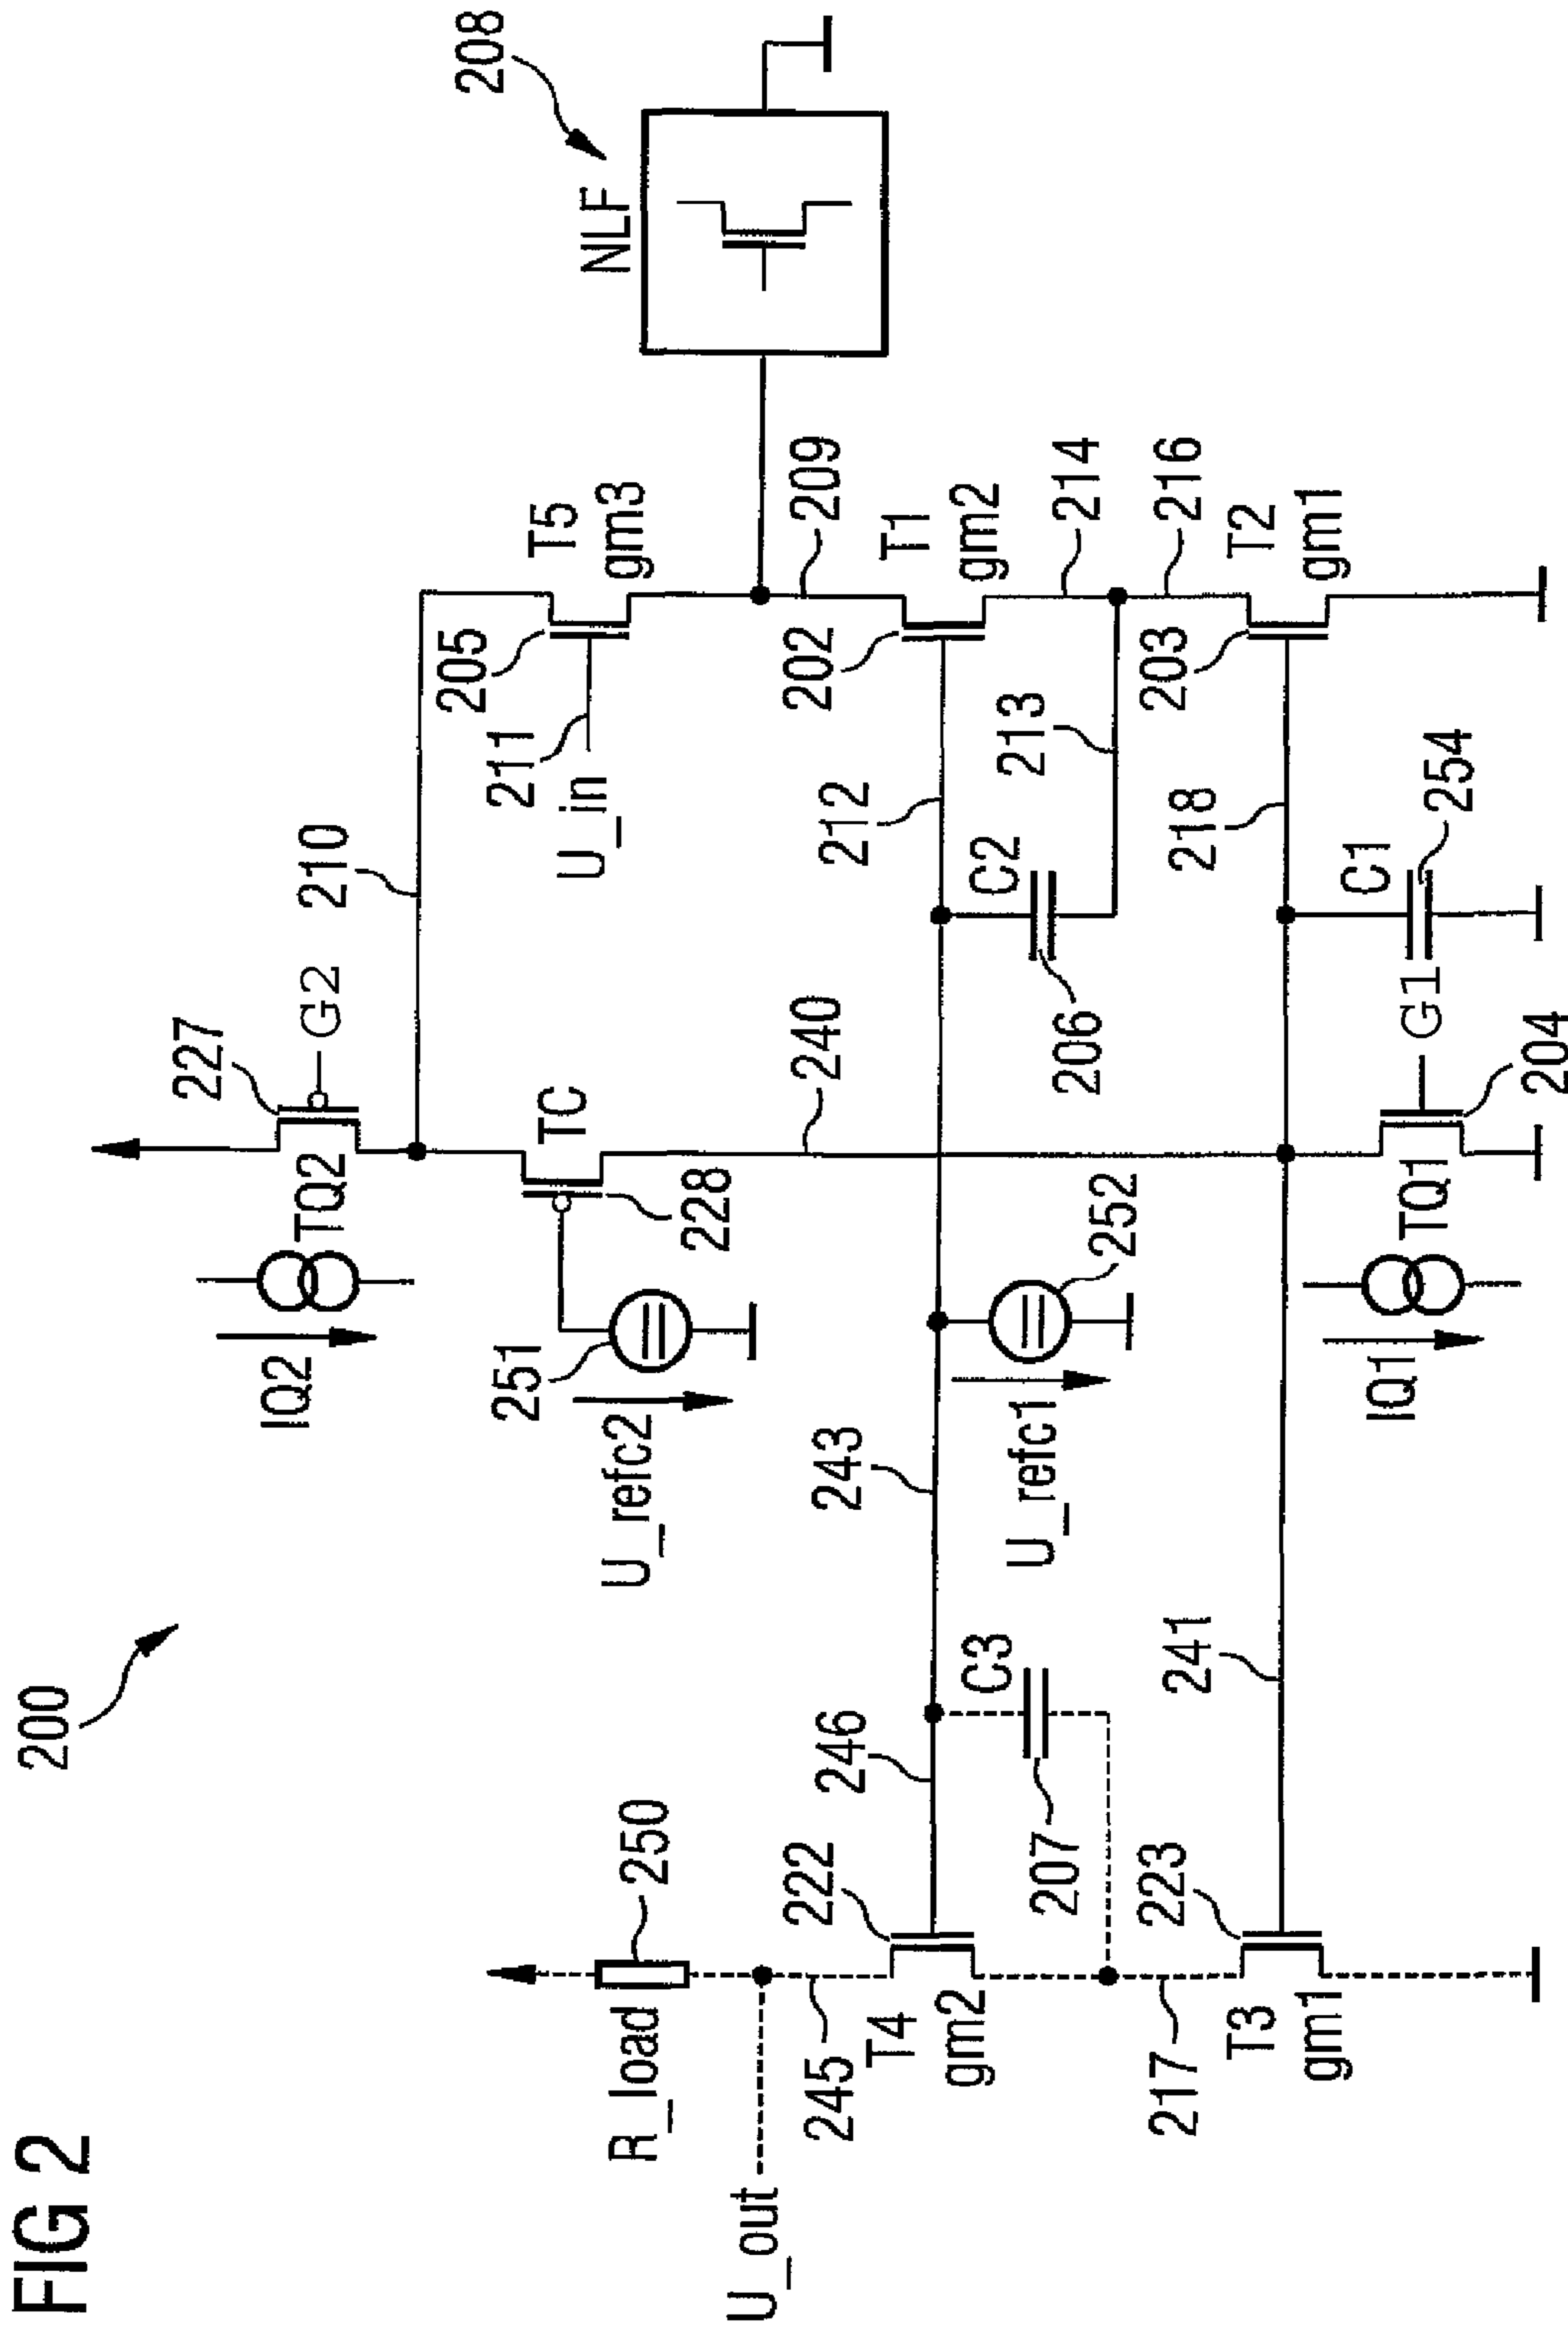 FIG 2
200
IQ2
TQ2
227
G2
210
208
NLF
T5
gm3
205
211
U_in
TC
228
251
U_refc2
R_load
250
U_out
245
T4
gm2
222
246
243
240
212
202
T1
gm2
209
214
213
C2
206
252
U_refc1
C3
207
217
T3
gm1
223
241
IQ1
TQ1
204
G1
C1
254
218
203
T2
gm1
216